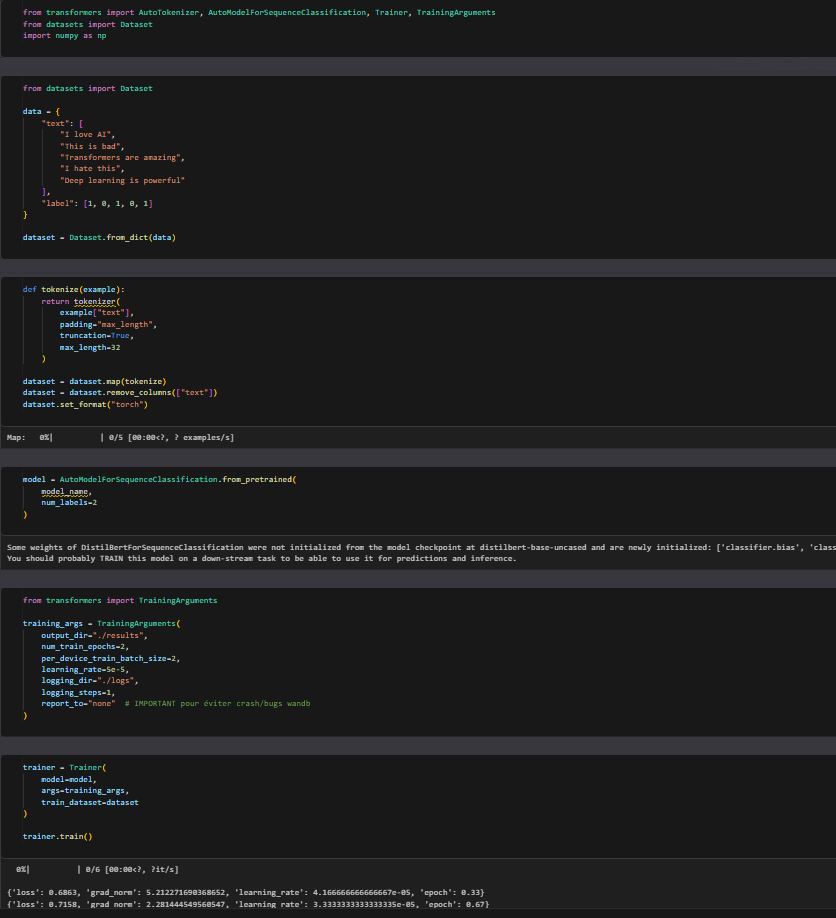 from transformers import AutoTokenizer, AutoModelForSequenceClassification, Trainer, TrainingArguments
from datasets import Dataset
import numpy as np
from datasets import Dataset
data = {
"text": [
"I love AI",
"This is bad",
"Transformers are amazing",
"I hate this",
"Deep learning is powerful"
],
"label": [1, 0, 1, 0, 1]
}
dataset = Dataset.from_dict(data)
def tokenize(example):
return tokenizer(
example["text"],
padding="max_length",
truncation=True,
max_length=32
)
dataset = dataset.map(tokenize)
dataset = dataset.remove_columns(["text"])
dataset.set_format("torch")
Map:   0%|          | 0/5 [00:00<?, ? examples/s]
model = AutoModelForSequenceClassification.from_pretrained(
model_name,
num_labels=2
)
Some weights of DistilBertForSequenceClassification were not initialized from the model checkpoint at distilbert-base-uncased and are newly initialized: ['classifier.bias', 'class
You should probably TRAIN this model on a down-stream task to be able to use it for predictions and inference.
from transformers import TrainingArguments
training_args = TrainingArguments(
output_dir="./results",
num_train_epochs=2,
per_device_train_batch_size=2,
learning_rate=5e-5,
logging_dir="./logs",
logging_steps=1,
report_to="none"  # IMPORTANT pour éviter crash/bugs wandb
)
trainer = Trainer(
model=model,
args=training_args,
train_dataset=dataset
)
trainer.train()
0%|          | 0/6 [00:00<?, ?it/s]
{'loss': 0.6863, 'grad_norm': 5.212271690368652, 'learning_rate': 4.166666666666667e-05, 'epoch': 0.33}
{'loss': 0.7158, 'grad_norm': 2.281444549560547, 'learning_rate': 3.3333333333333335e-05, 'epoch': 0.67}